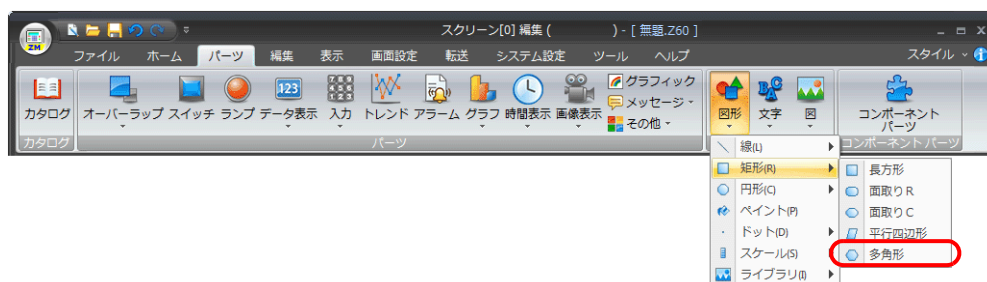 スクリーン[0] 編集 (　　　) - [ 無題.Z60 ]
ZM
ファイル ホーム パーツ 編集 表示 画面設定 転送 システム設定 ツール ヘルプ スタイル
カタログ オーバーラップ スイッチ ランプ 123 データ表示 入力 トレンド アラーム グラフ 時間表示 画像表示
グラフィック
メッセージ
その他
図形 ABC 文字 図
コンポーネント
パーツ
カタログ パーツ コンポーネント パーツ
線(L)
矩形(R)
円形(C)
ペイント(P)
ドット(D)
スケール(S)
ライブラリ(I)
長方形
面取りR
面取りC
平行四辺形
多角形